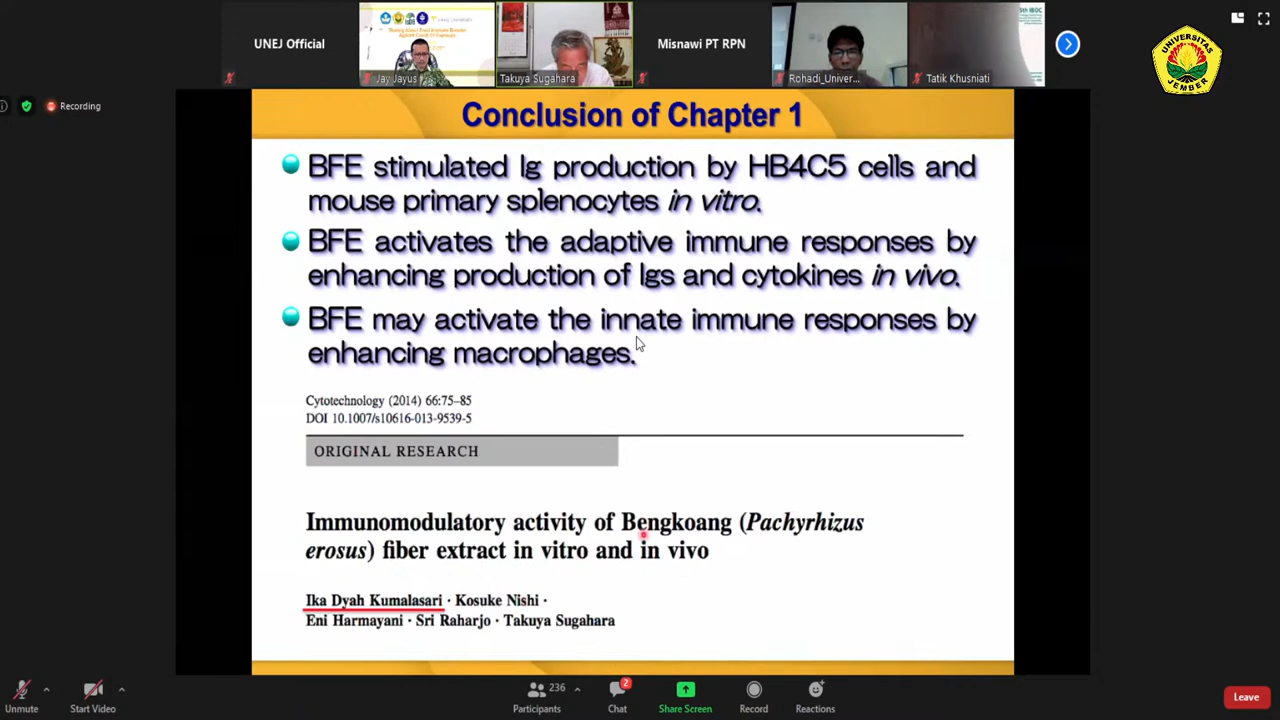 UNEJ Official
Jay Jayus
Takuya Sugahara
Misnawi PT RPN
Rohadi_Univer...
Tatik Khusniati
UNIVERSITAS
JEMBER
Recording
Conclusion of Chapter 1
BFE stimulated Ig production by HB4C5 cells and
mouse primary splenocytes in vitro.
BFE activates the adaptive immune responses by
enhancing production of Igs and cytokines in vivo.
BFE may activate the innate immune responses by
enhancing macrophages.
Cytotechnology (2014) 66:75–85
DOI 10.1007/s10616-013-9539-5
ORIGINAL RESEARCH
Immunomodulatory activity of Bengkoang (Pachyrhizus
erosus) fiber extract in vitro and in vivo
Ika Dyah Kumalasari · Kosuke Nishi ·
Eni Harmayani · Sri Raharjo · Takuya Sugahara
Unmute
Start Video
236
Participants
2
Chat
Share Screen
Record
Reactions
Leave